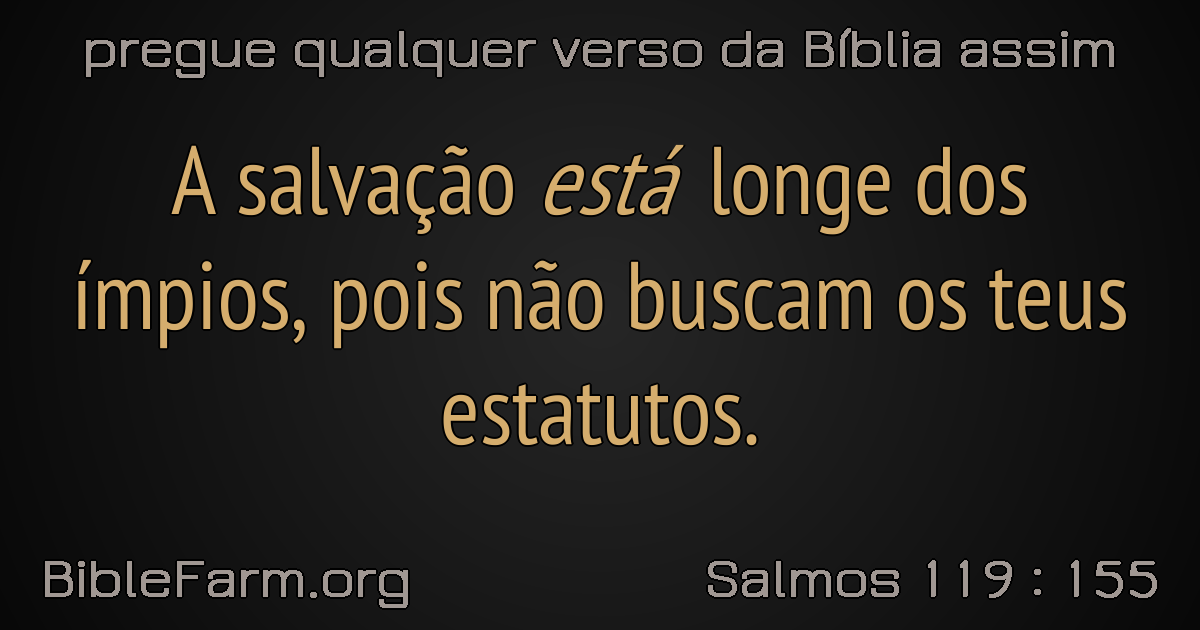 pregue qualquer verso da Bíblia assim
A salvação está longe dos
ímpios, pois não buscam os teus
estatutos.
BibleFarm.org
Salmos 119 : 155